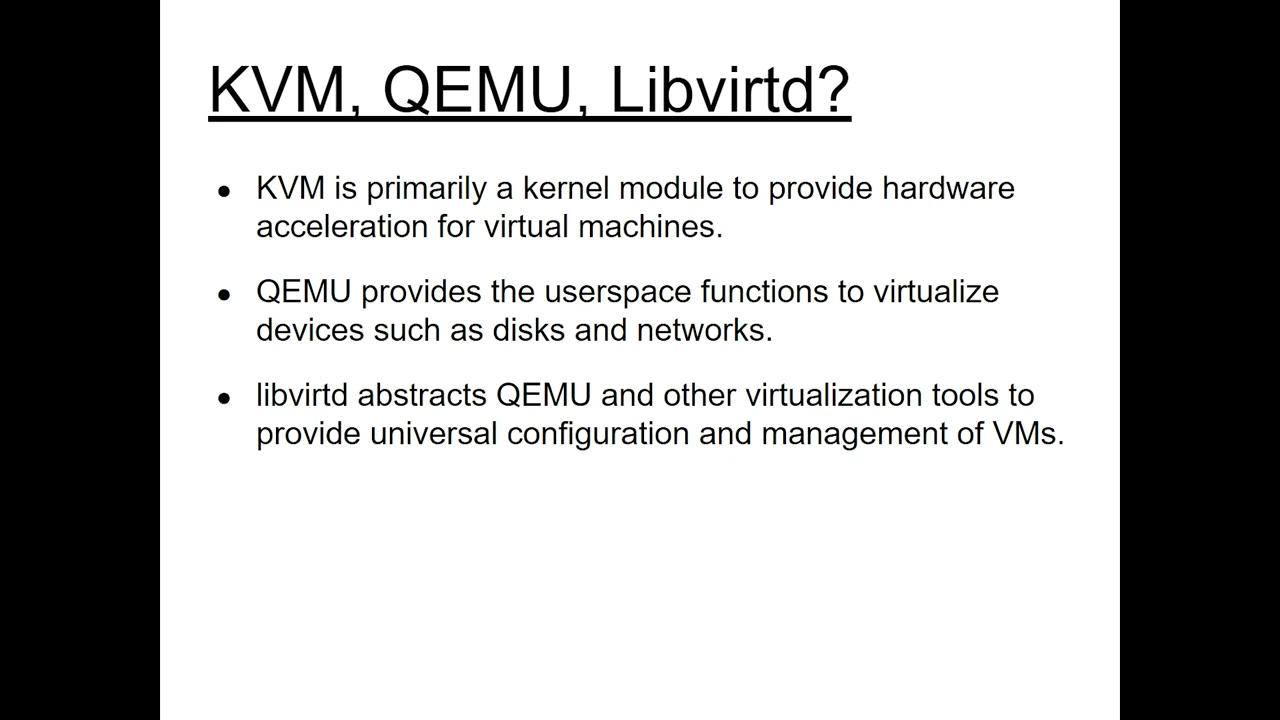 KVM, QEMU, Libvirtd?
● KVM is primarily a kernel module to provide hardware
acceleration for virtual machines.
● QEMU provides the userspace functions to virtualize
devices such as disks and networks.
● libvirtd abstracts QEMU and other virtualization tools to
provide universal configuration and management of VMs.